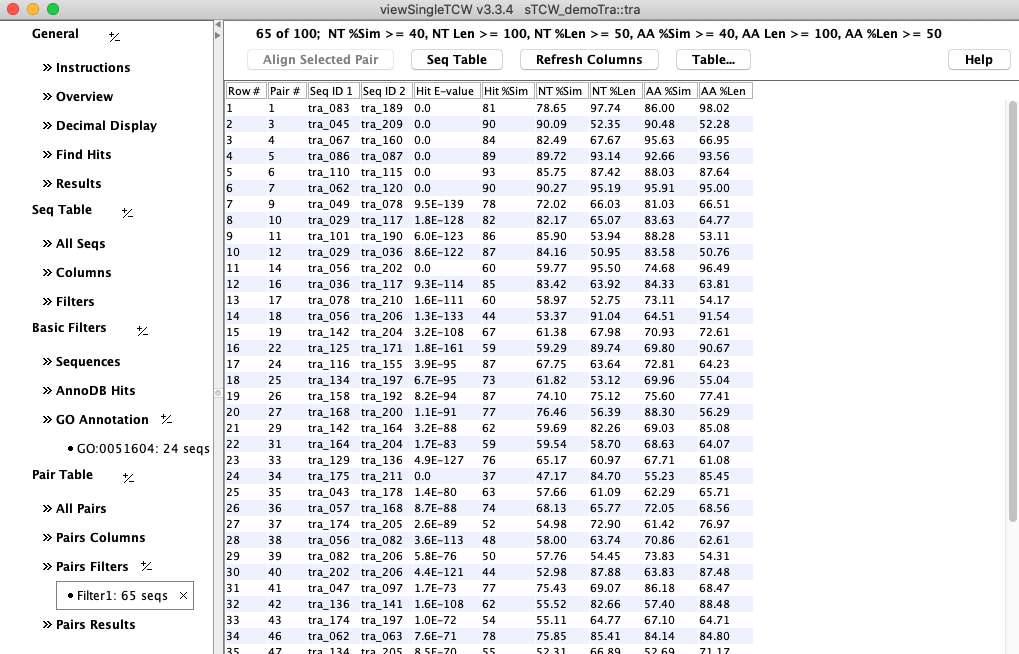 viewSingleTCW v3.3.4 sTCW_demoTra::tra
General +/-
» Instructions
» Overview
» Decimal Display
» Find Hits
» Results
Seq Table +/-
» All Seqs
» Columns
» Filters
Basic Filters +/-
» Sequences
» AnnoDB Hits
» GO Annotation +/-
• GO:0051604: 24 seqs
Pair Table +/-
» All Pairs
» Pairs Columns
» Pairs Filters +/-
• Filter1: 65 seqs ×
» Pairs Results
65 of 100; NT %Sim >= 40, NT Len >= 100, NT %Len >= 50, AA %Sim >= 40, AA Len >= 100, AA %Len >= 50
Align Selected Pair Seq Table Refresh Columns Table... Help
Row # Pair # Seq ID 1 Seq ID 2 Hit E-value Hit %Sim NT %Sim NT %Len AA %Sim AA %Len
1 1 tra_083 tra_189 0.0 81 78.65 97.74 86.00 98.02
2 3 tra_045 tra_209 0.0 90 90.09 52.35 90.48 52.28
3 4 tra_067 tra_160 0.0 84 82.49 67.67 95.63 66.95
4 5 tra_086 tra_087 0.0 89 89.72 93.14 92.66 93.56
5 6 tra_110 tra_115 0.0 93 85.75 87.42 88.03 87.64
6 7 tra_062 tra_120 0.0 90 90.27 95.19 95.91 95.00
7 9 tra_049 tra_078 9.5E-139 78 72.02 66.03 81.03 66.51
8 10 tra_029 tra_117 1.8E-128 82 82.17 65.07 83.63 64.77
9 11 tra_101 tra_190 6.0E-123 86 85.90 53.94 88.28 53.11
10 12 tra_029 tra_036 8.6E-122 87 84.16 50.95 83.58 50.76
11 14 tra_056 tra_202 0.0 60 59.77 95.50 74.68 96.49
12 16 tra_036 tra_117 9.3E-114 85 83.42 63.92 84.33 63.81
13 17 tra_078 tra_210 1.6E-111 60 58.97 52.75 73.11 54.17
14 18 tra_056 tra_206 1.3E-133 44 53.37 91.04 64.51 91.54
15 19 tra_142 tra_204 3.2E-108 67 61.38 67.98 70.93 72.61
16 22 tra_125 tra_171 1.8E-161 59 59.29 89.74 69.80 90.67
17 24 tra_116 tra_155 3.9E-95 87 67.75 63.64 72.81 64.23
18 25 tra_134 tra_197 6.7E-95 73 61.82 53.12 69.96 55.04
19 26 tra_158 tra_192 8.2E-94 87 74.10 75.12 75.60 77.41
20 27 tra_168 tra_200 1.1E-91 77 76.46 56.39 88.30 56.29
21 29 tra_142 tra_164 3.2E-88 62 59.69 82.26 69.03 85.08
22 31 tra_164 tra_204 1.7E-83 59 59.54 58.70 68.63 64.07
23 33 tra_129 tra_136 4.9E-127 76 65.17 60.97 67.71 61.08
24 34 tra_175 tra_211 0.0 37 47.17 84.70 55.23 85.45
25 35 tra_043 tra_178 1.4E-80 63 57.66 61.09 62.29 65.71
26 36 tra_057 tra_168 8.7E-88 74 68.13 65.77 72.05 68.56
27 37 tra_174 tra_205 2.6E-89 52 54.98 72.90 61.42 76.97
28 38 tra_056 tra_082 3.6E-113 48 58.00 63.74 70.86 62.61
29 39 tra_082 tra_206 5.8E-76 50 57.76 54.45 73.83 54.31
30 40 tra_202 tra_206 4.4E-121 44 52.98 87.88 63.83 87.48
31 41 tra_047 tra_097 1.7E-73 77 75.43 69.07 86.18 68.47
32 42 tra_136 tra_141 1.6E-108 62 55.52 82.66 57.40 88.48
33 43 tra_174 tra_197 1.0E-72 54 55.11 64.77 67.10 64.71
34 46 tra_062 tra_063 7.6E-71 78 75.85 85.41 84.14 84.80
35 47 tra_134 tra_205 8.5E-70 55 52.31 66.89 52.69 71.17